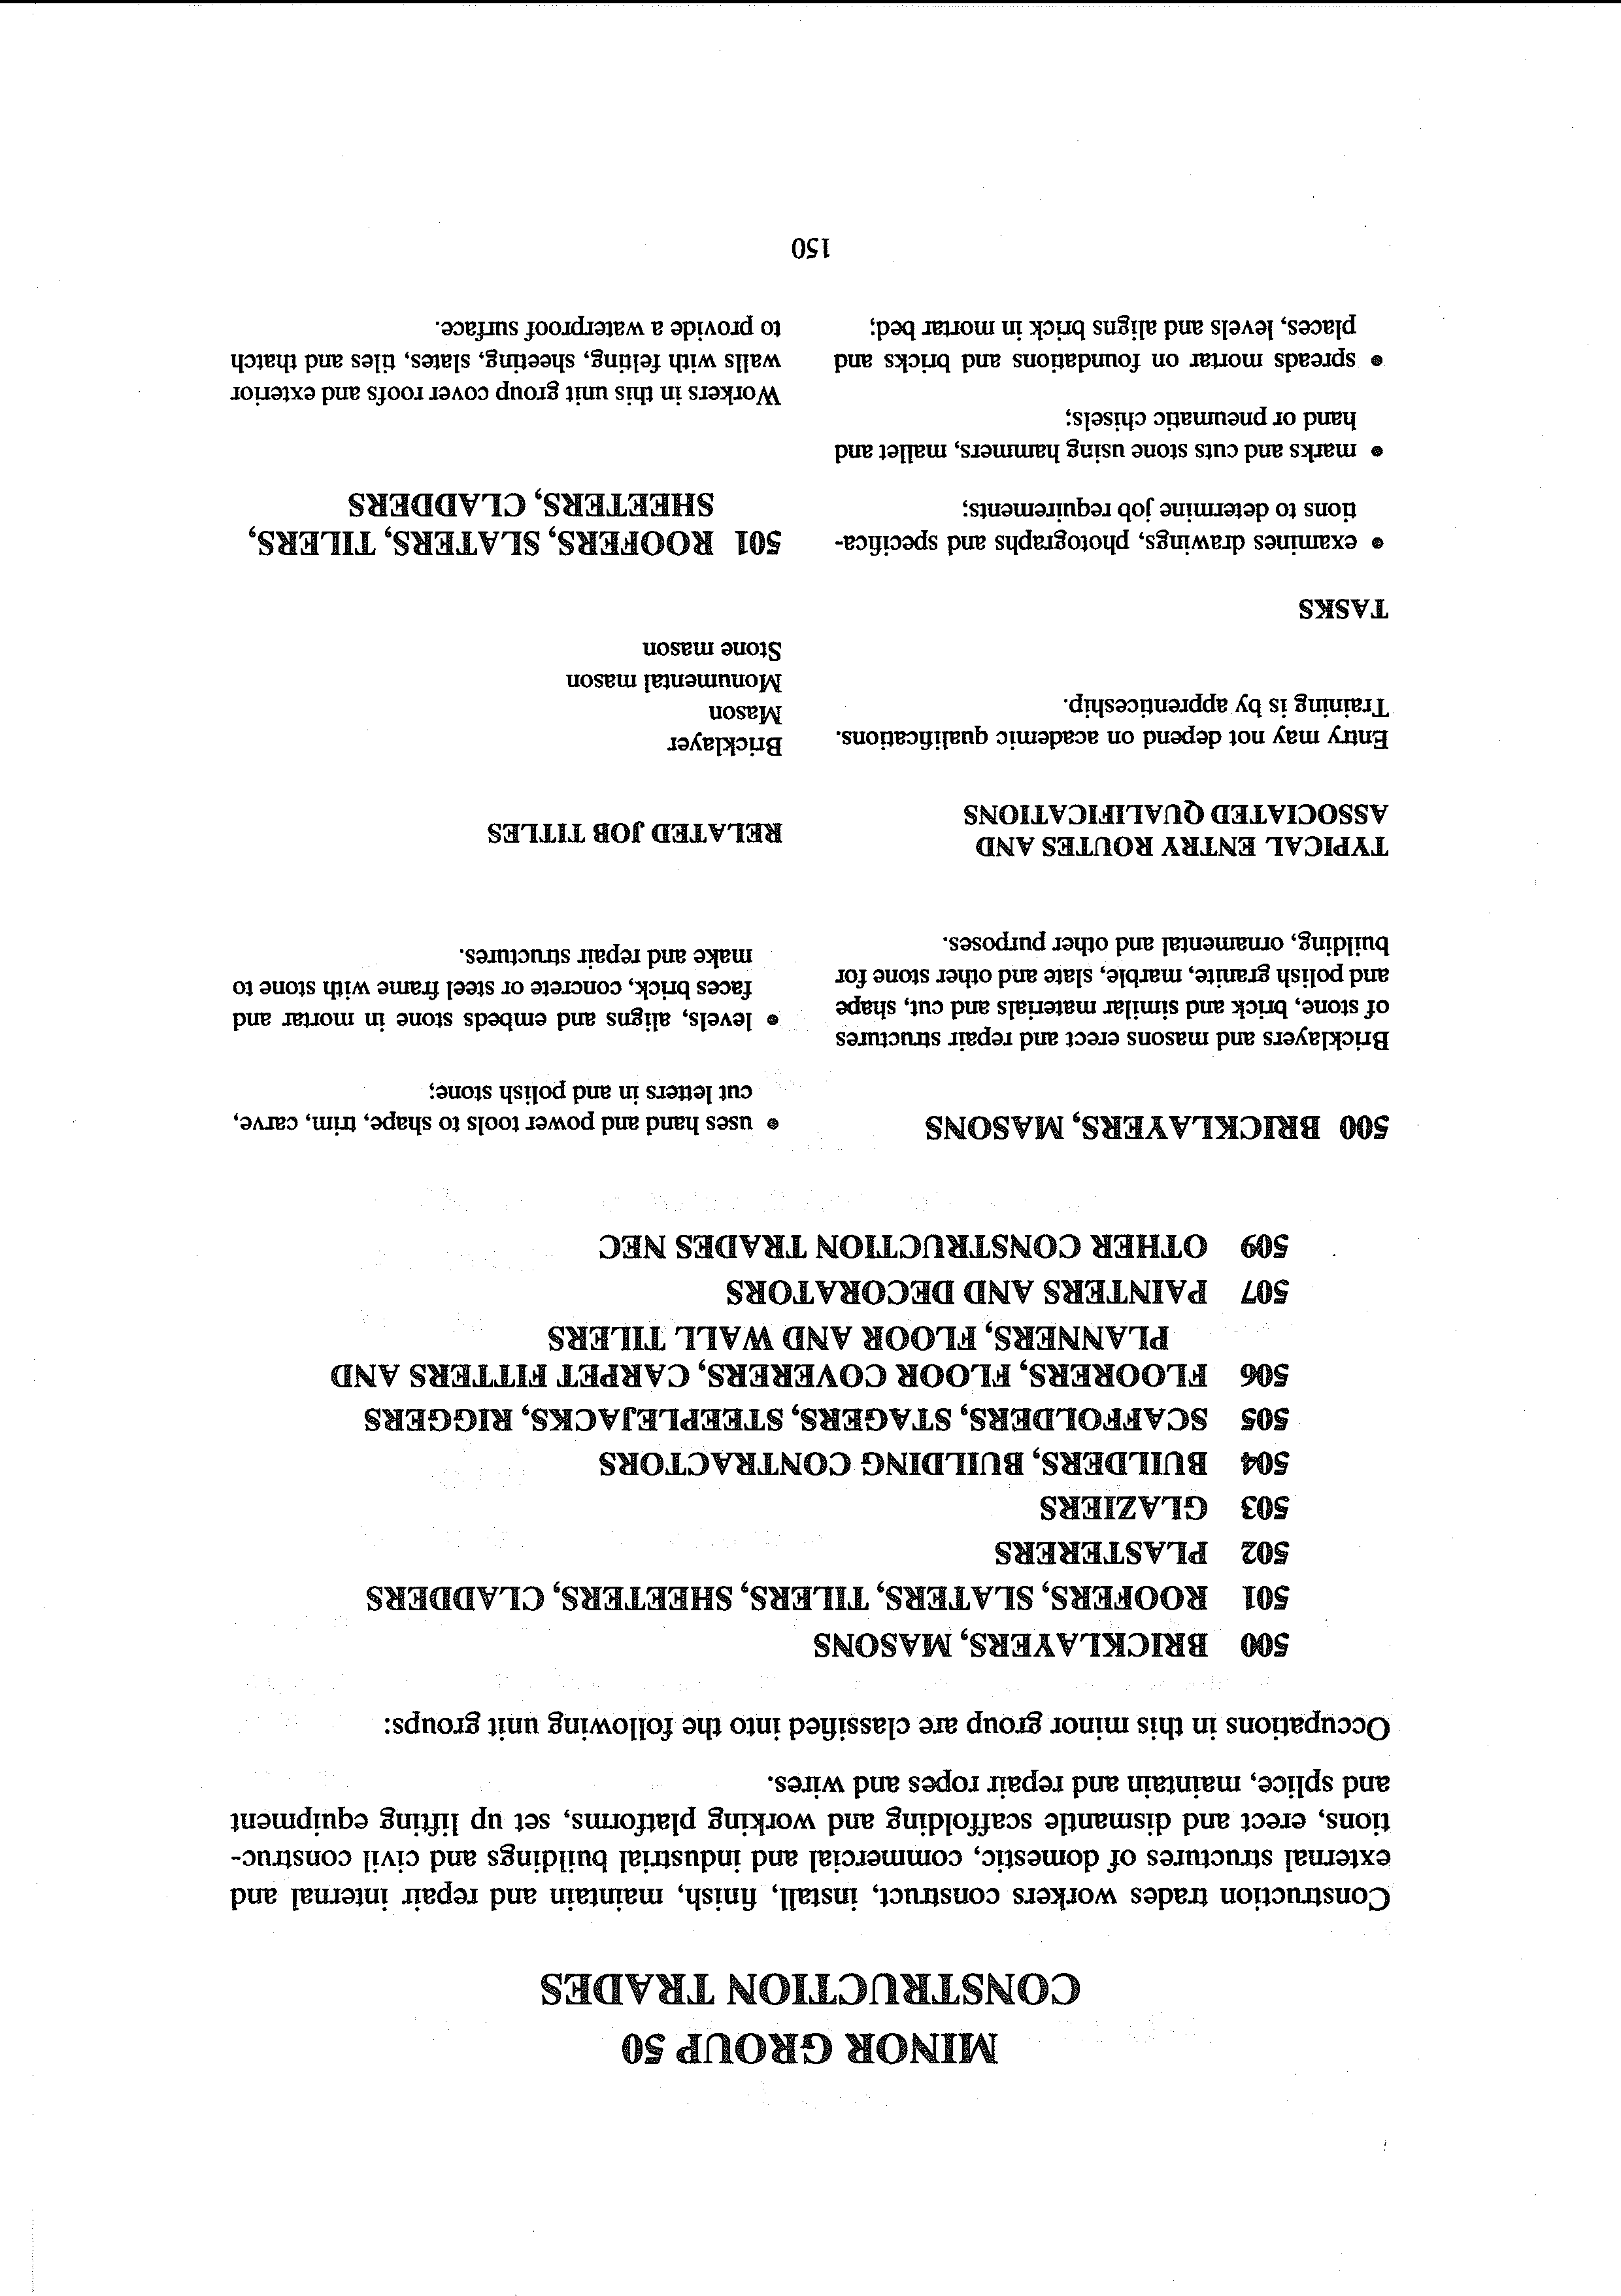 MINOR GROUP 50
CONSTRUCTION TRADES
Construction trades workers construct, install, finish, maintain and repair internal and
external structures of domestic, commercial and industrial buildings and civil construc-
tions, erect and dismantle scaffolding and working platforms, set up lifting equipment
and splice, maintain and repair ropes and wires.
Occupations in this minor group are classified into the following unit groups:
500 BRICKLAYERS, MASONS
501 ROOFERS, SLATERS, TILERS, SHEETERS, CLADDERS
502 PLASTERERS
503 GLAZIERS
504 BUILDERS, BUILDING CONTRACTORS
505 SCAFFOLDERS, STAGERS, STEEPLEJACKS, RIGGERS
506 FLOORERS, FLOOR COVERERS, CARPET FITTERS AND
PLANNERS, FLOOR AND WALL TILERS
507 PAINTERS AND DECORATORS
509 OTHER CONSTRUCTION TRADES NEC
500 BRICKLAYERS, MASONS
Bricklayers and masons erect and repair structures
of stone, brick and similar materials and cut, shape
and polish granite, marble, slate and other stone for
building, ornamental and other purposes.
TYPICAL ENTRY ROUTES AND
ASSOCIATED QUALIFICATIONS
Entry may not depend on academic qualifications.
Training is by apprenticeship.
TASKS
• examines drawings, photographs and specifica-
tions to determine job requirements;
• marks and cuts stone using hammers, mallet and
hand or pneumatic chisels;
• spreads mortar on foundations and bricks and
places, levels and aligns brick in mortar bed;
• uses hand and power tools to shape, trim, carve,
cut letters in and polish stone;
• levels, aligns and embeds stone in mortar and
faces brick, concrete or steel frame with stone to
make and repair structures.
RELATED JOB TITLES
Bricklayer
Mason
Monumental mason
Stone mason
501 ROOFERS, SLATERS, TILERS,
SHEETERS, CLADDERS
Workers in this unit group cover roofs and exterior
walls with felting, sheeting, slates, tiles and thatch
to provide a waterproof surface.
150